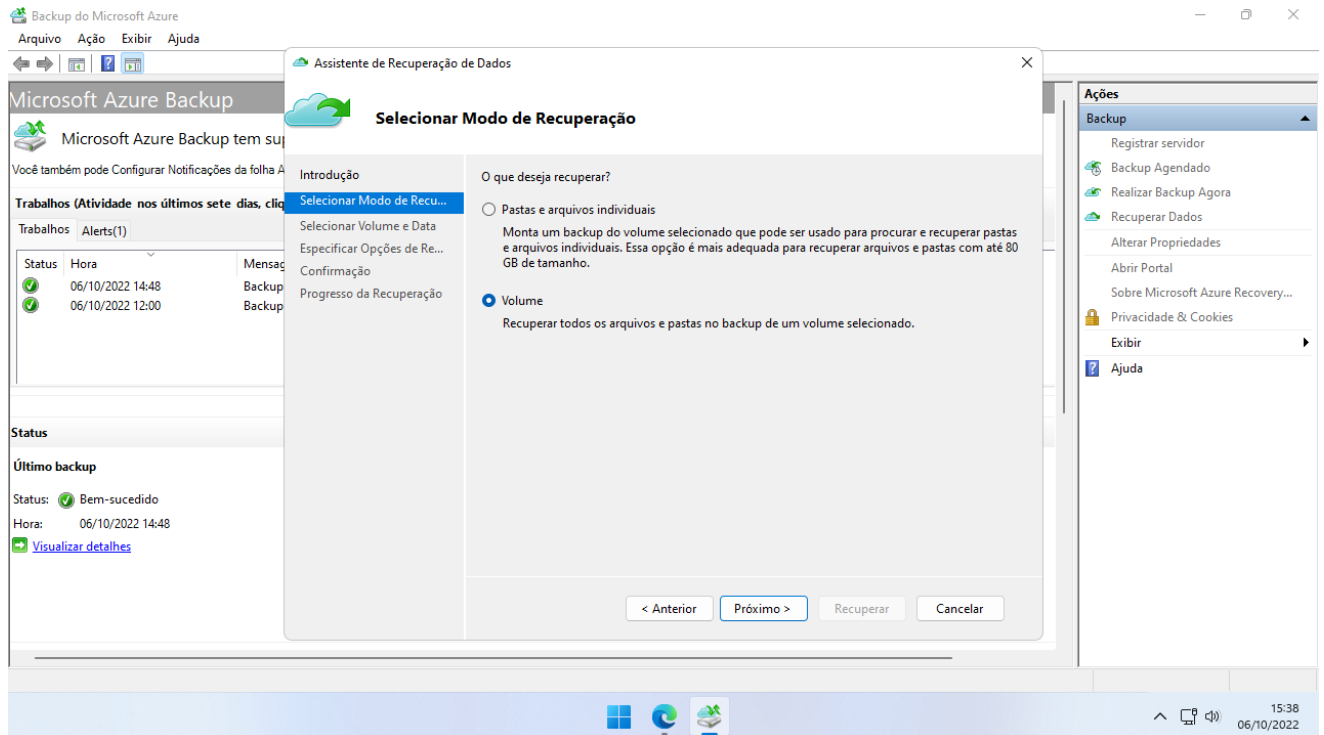 Backup do Microsoft Azure
Arquivo Ação Exibir Ajuda
Microsoft Azure Backup
Microsoft Azure Backup tem
Você também pode Configurar Notificações da folha
Trabalhos (Atividade nos últimos sete dias,
Trabalhos Alerts(1)
Status Hora
06/10/2022 14:48 Backup
06/10/2022 12:00 Backup
Status
Último backup
Status: Bem-sucedido
Hora: 06/10/2022 14:48
Visualizar detalhes
Assistente de Recuperação de Dados
Selecionar Modo de Recuperação
Introdução
Selecionar Modo de Recu...
Selecionar Volume e Data
Especificar Opções de Re...
Confirmação
Progresso da Recuperação
O que deseja recuperar?
Pastas e arquivos individuais
Monta um backup do volume selecionado que pode ser usado para procurar e recuperar pastas
e arquivos individuais. Essa opção é mais adequada para recuperar arquivos e pastas com até 80
GB de tamanho.
Volume
Recuperar todos os arquivos e pastas no backup de um volume selecionado.
< Anterior Próximo > Recuperar Cancelar
Ações
Backup
Registrar servidor
Backup Agendado
Realizar Backup Agora
Recuperar Dados
Alterar Propriedades
Abrir Portal
Sobre Microsoft Azure Recovery...
Privacidade & Cookies
Exibir
Ajuda
15:38
06/10/2022